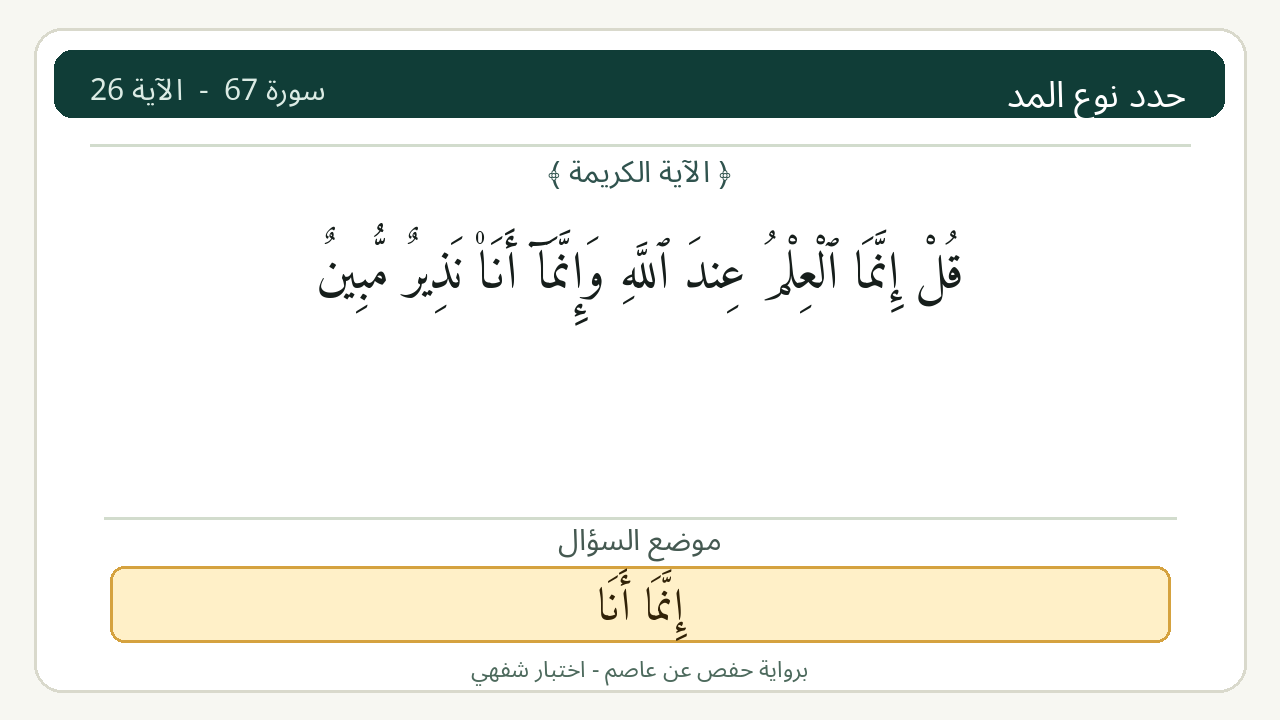 حدد نوع المد
سورة 67 - الآية 26
﴿ الآية الكريمة ﴾
قُلْ إِنَّمَا ٱلْعِلْمُ عِندَ ٱللَّهِ وَإِنَّمَآ أَنَا۠ نَذِيرٌ مُّبِينٌ
موضع السؤال
إِنَّمَا أَنَا
برواية حفص عن عاصم - اختبار شفهي